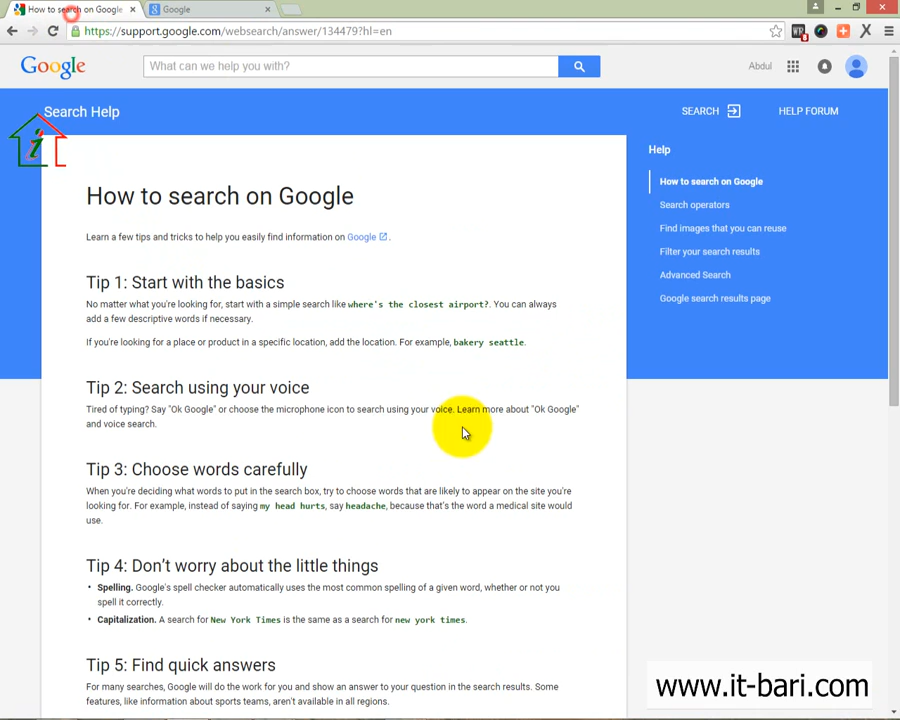 How to search on Google
Google
https://support.google.com/websearch/answer/134479?hl=en
Google
What can we help you with?
Abdul
Search Help
SEARCH
HELP FORUM
i
How to search on Google
Learn a few tips and tricks to help you easily find information on Google.
Tip 1: Start with the basics
No matter what you're looking for, start with a simple search like where's the closest airport?. You can always
add a few descriptive words if necessary.
If you're looking for a place or product in a specific location, add the location. For example, bakery seattle.
Tip 2: Search using your voice
Tired of typing? Say "Ok Google" or choose the microphone icon to search using your voice. Learn more about "Ok Google"
and voice search.
Tip 3: Choose words carefully
When you're deciding what words to put in the search box, try to choose words that are likely to appear on the site you're
looking for. For example, instead of saying my head hurts, say headache, because that's the word a medical site would
use.
Tip 4: Don't worry about the little things
• Spelling. Google's spell checker automatically uses the most common spelling of a given word, whether or not you
spell it correctly.
• Capitalization. A search for New York Times is the same as a search for new york times.
Tip 5: Find quick answers
For many searches, Google will do the work for you and show an answer to your question in the search results. Some
features, like information about sports teams, aren't available in all regions.
Help
How to search on Google
Search operators
Find images that you can reuse
Filter your search results
Advanced Search
Google search results page
www.it-bari.com